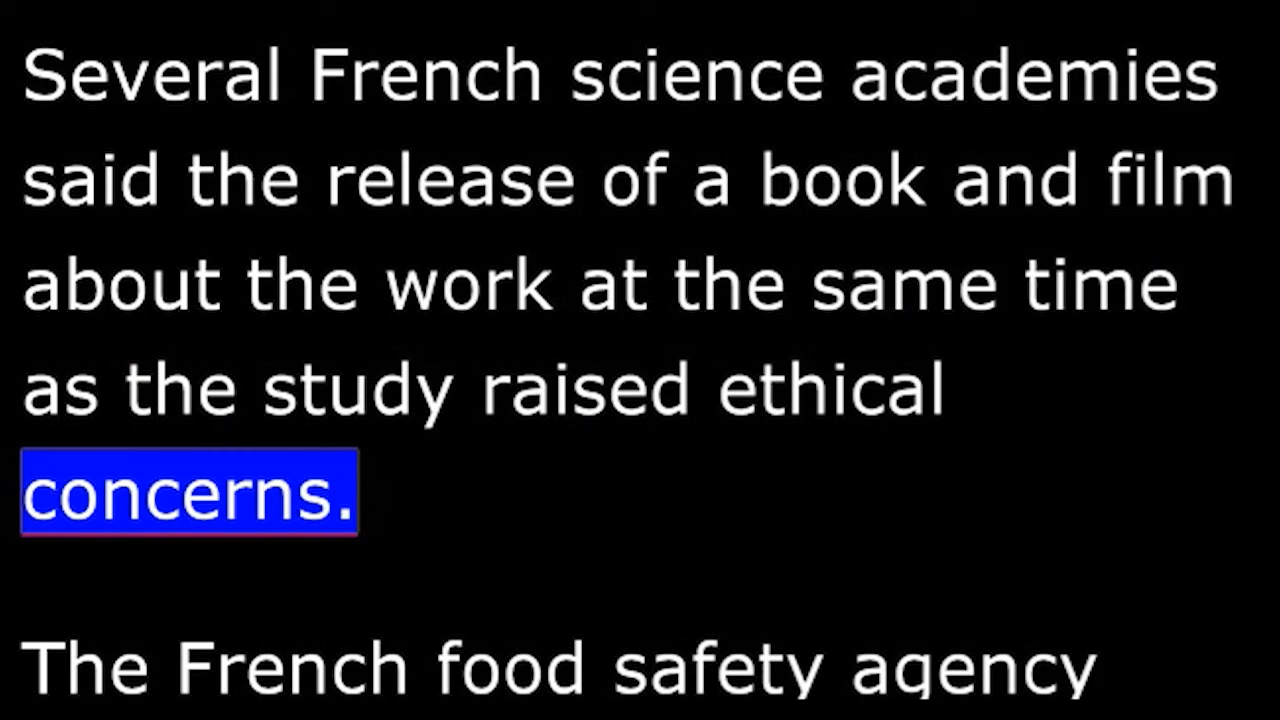 Several French science academies
said the release of a book and film
about the work at the same time
as the study raised ethical
concerns.
The French food safety agency